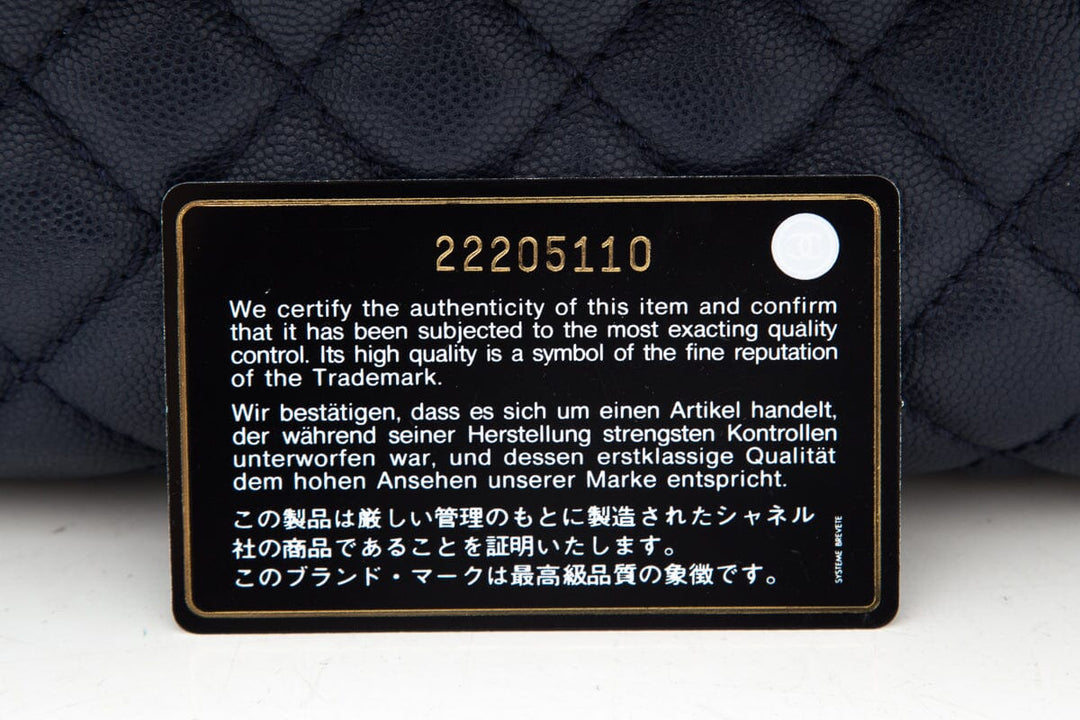 22205110
We certify the authenticity of this item and confirm
that it has been subjected to the most exacting quality
control. Its high quality is a symbol of the fine reputation
of the Trademark.
Wir bestätigen, dass es sich um einen Artikel handelt,
der während seiner Herstellung strengsten Kontrollen
unterworfen war, und dessen erstklassige Qualität
dem hohen Ansehen unserer Marke entspricht.
この製品は厳しい管理のもとに製造されたシャネル
社の商品であることを証明いたします。
このブランド・マークは最高級品質の象徴です。
SYSTEME BREVETE